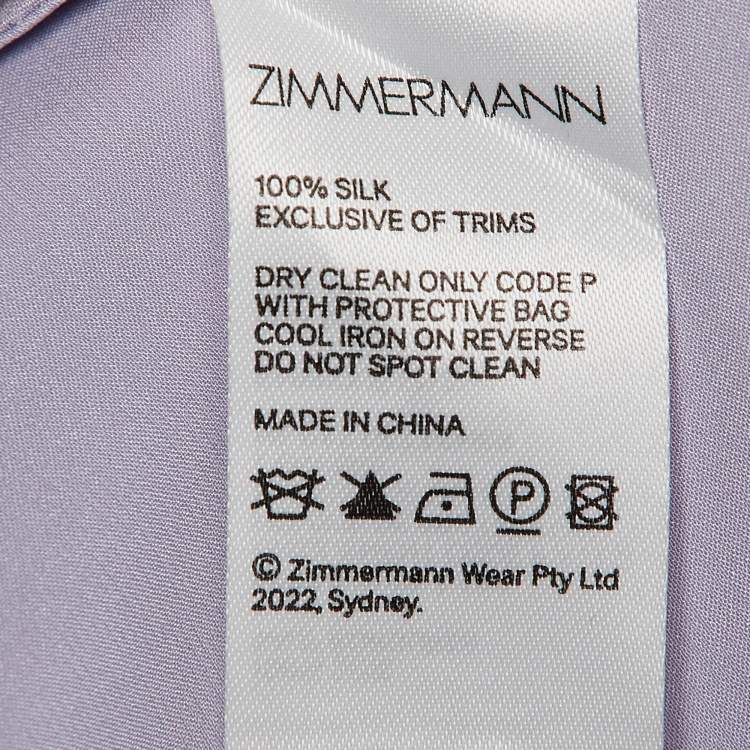 ZIMMERMANN
100% SILK
EXCLUSIVE OF TRIMS
DRY CLEAN ONLY CODE P
WITH PROTECTIVE BAG
COOL IRON ON REVERSE
DO NOT SPOT CLEAN
MADE IN CHINA
P
© Zimmermann Wear Pty Ltd
2022, Sydney.